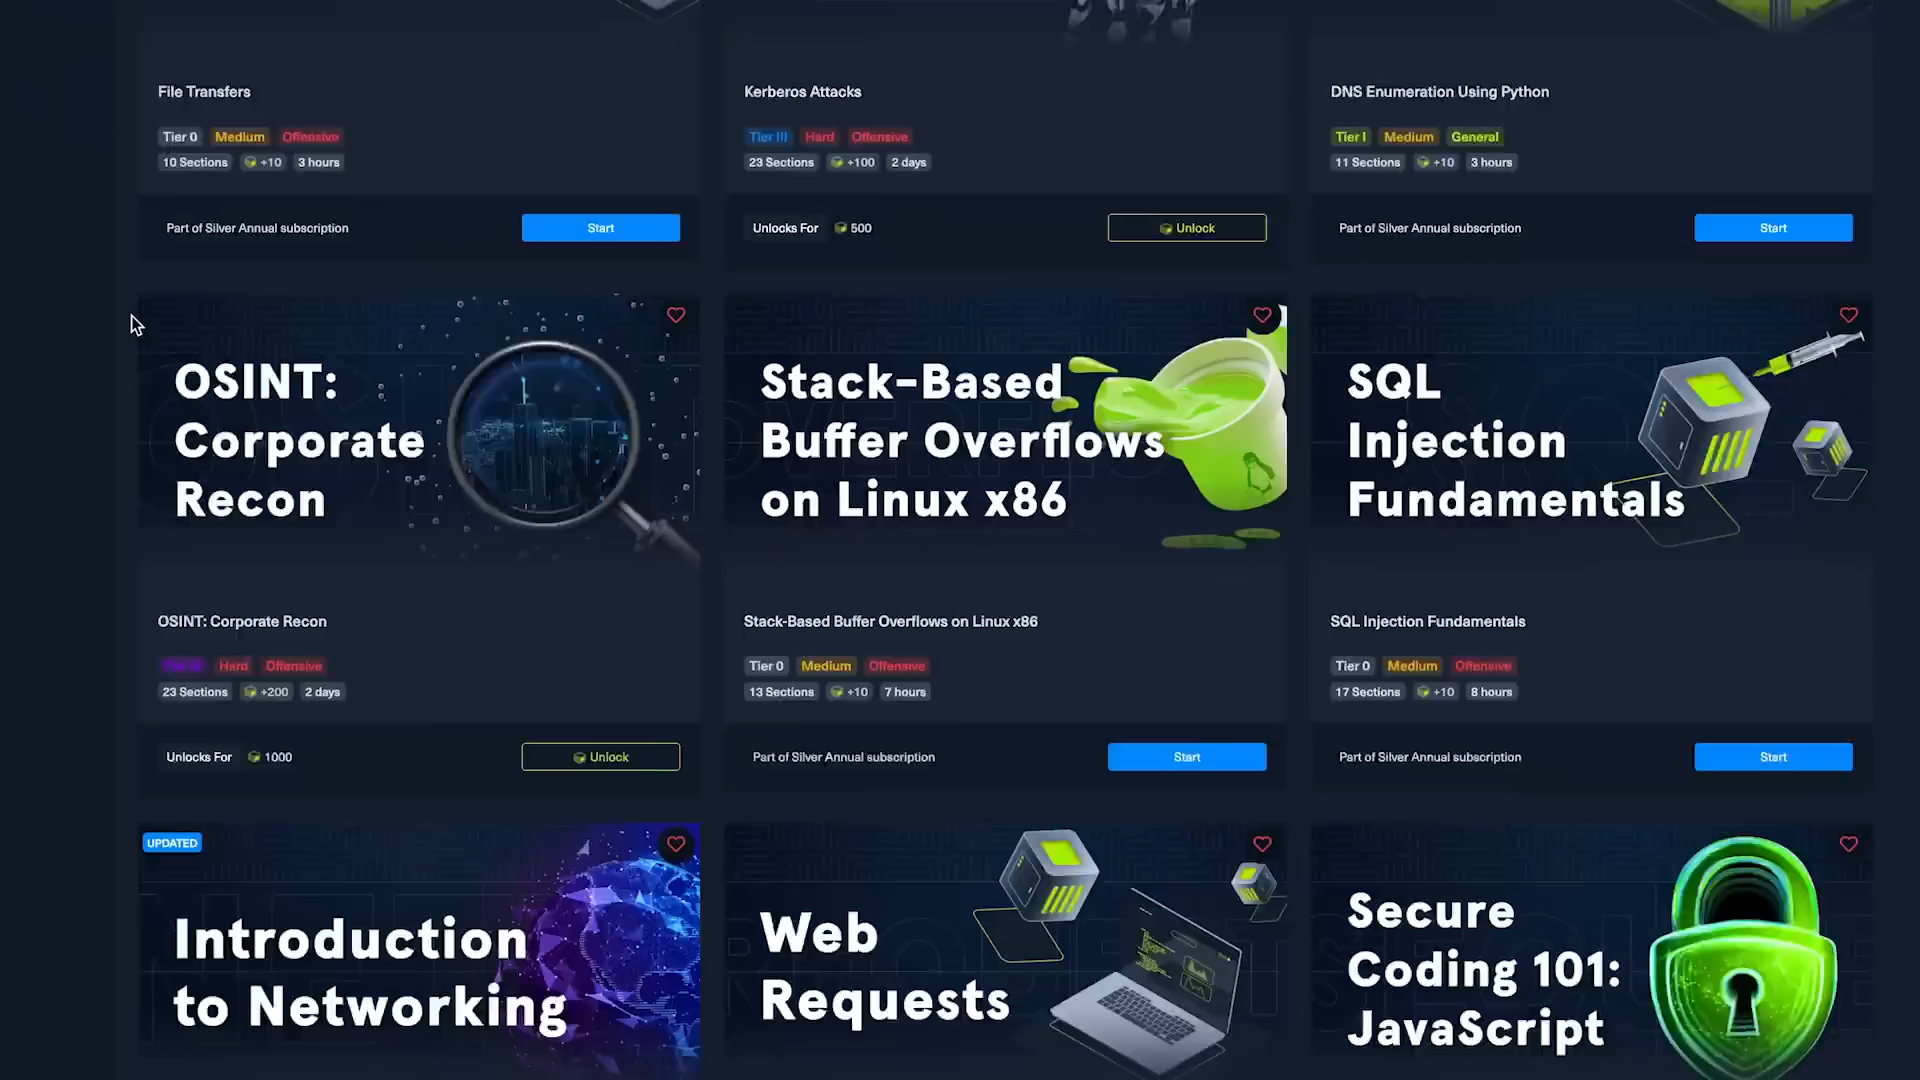 File Transfers
Tier 0 Medium Offensive
10 Sections +10 3 hours
Part of Silver Annual subscription Start
Kerberos Attacks
Tier III Hard Offensive
23 Sections +100 2 days
Unlocks For 500 Unlock
DNS Enumeration Using Python
Tier I Medium General
11 Sections +10 3 hours
Part of Silver Annual subscription Start
OSINT:
Corporate
Recon
OSINT: Corporate Recon
Hard Offensive
23 Sections +200 2 days
Unlocks For 1000 Unlock
Stack-Based
Buffer Overflows
on Linux x86
Stack-Based Buffer Overflows on Linux x86
Tier 0 Medium Offensive
13 Sections +10 7 hours
Part of Silver Annual subscription Start
SQL
Injection
Fundamentals
SQL Injection Fundamentals
Tier 0 Medium Offensive
17 Sections +10 8 hours
Part of Silver Annual subscription Start
UPDATED
Introduction
to Networking
Web
Requests
Secure
Coding 101:
JavaScript